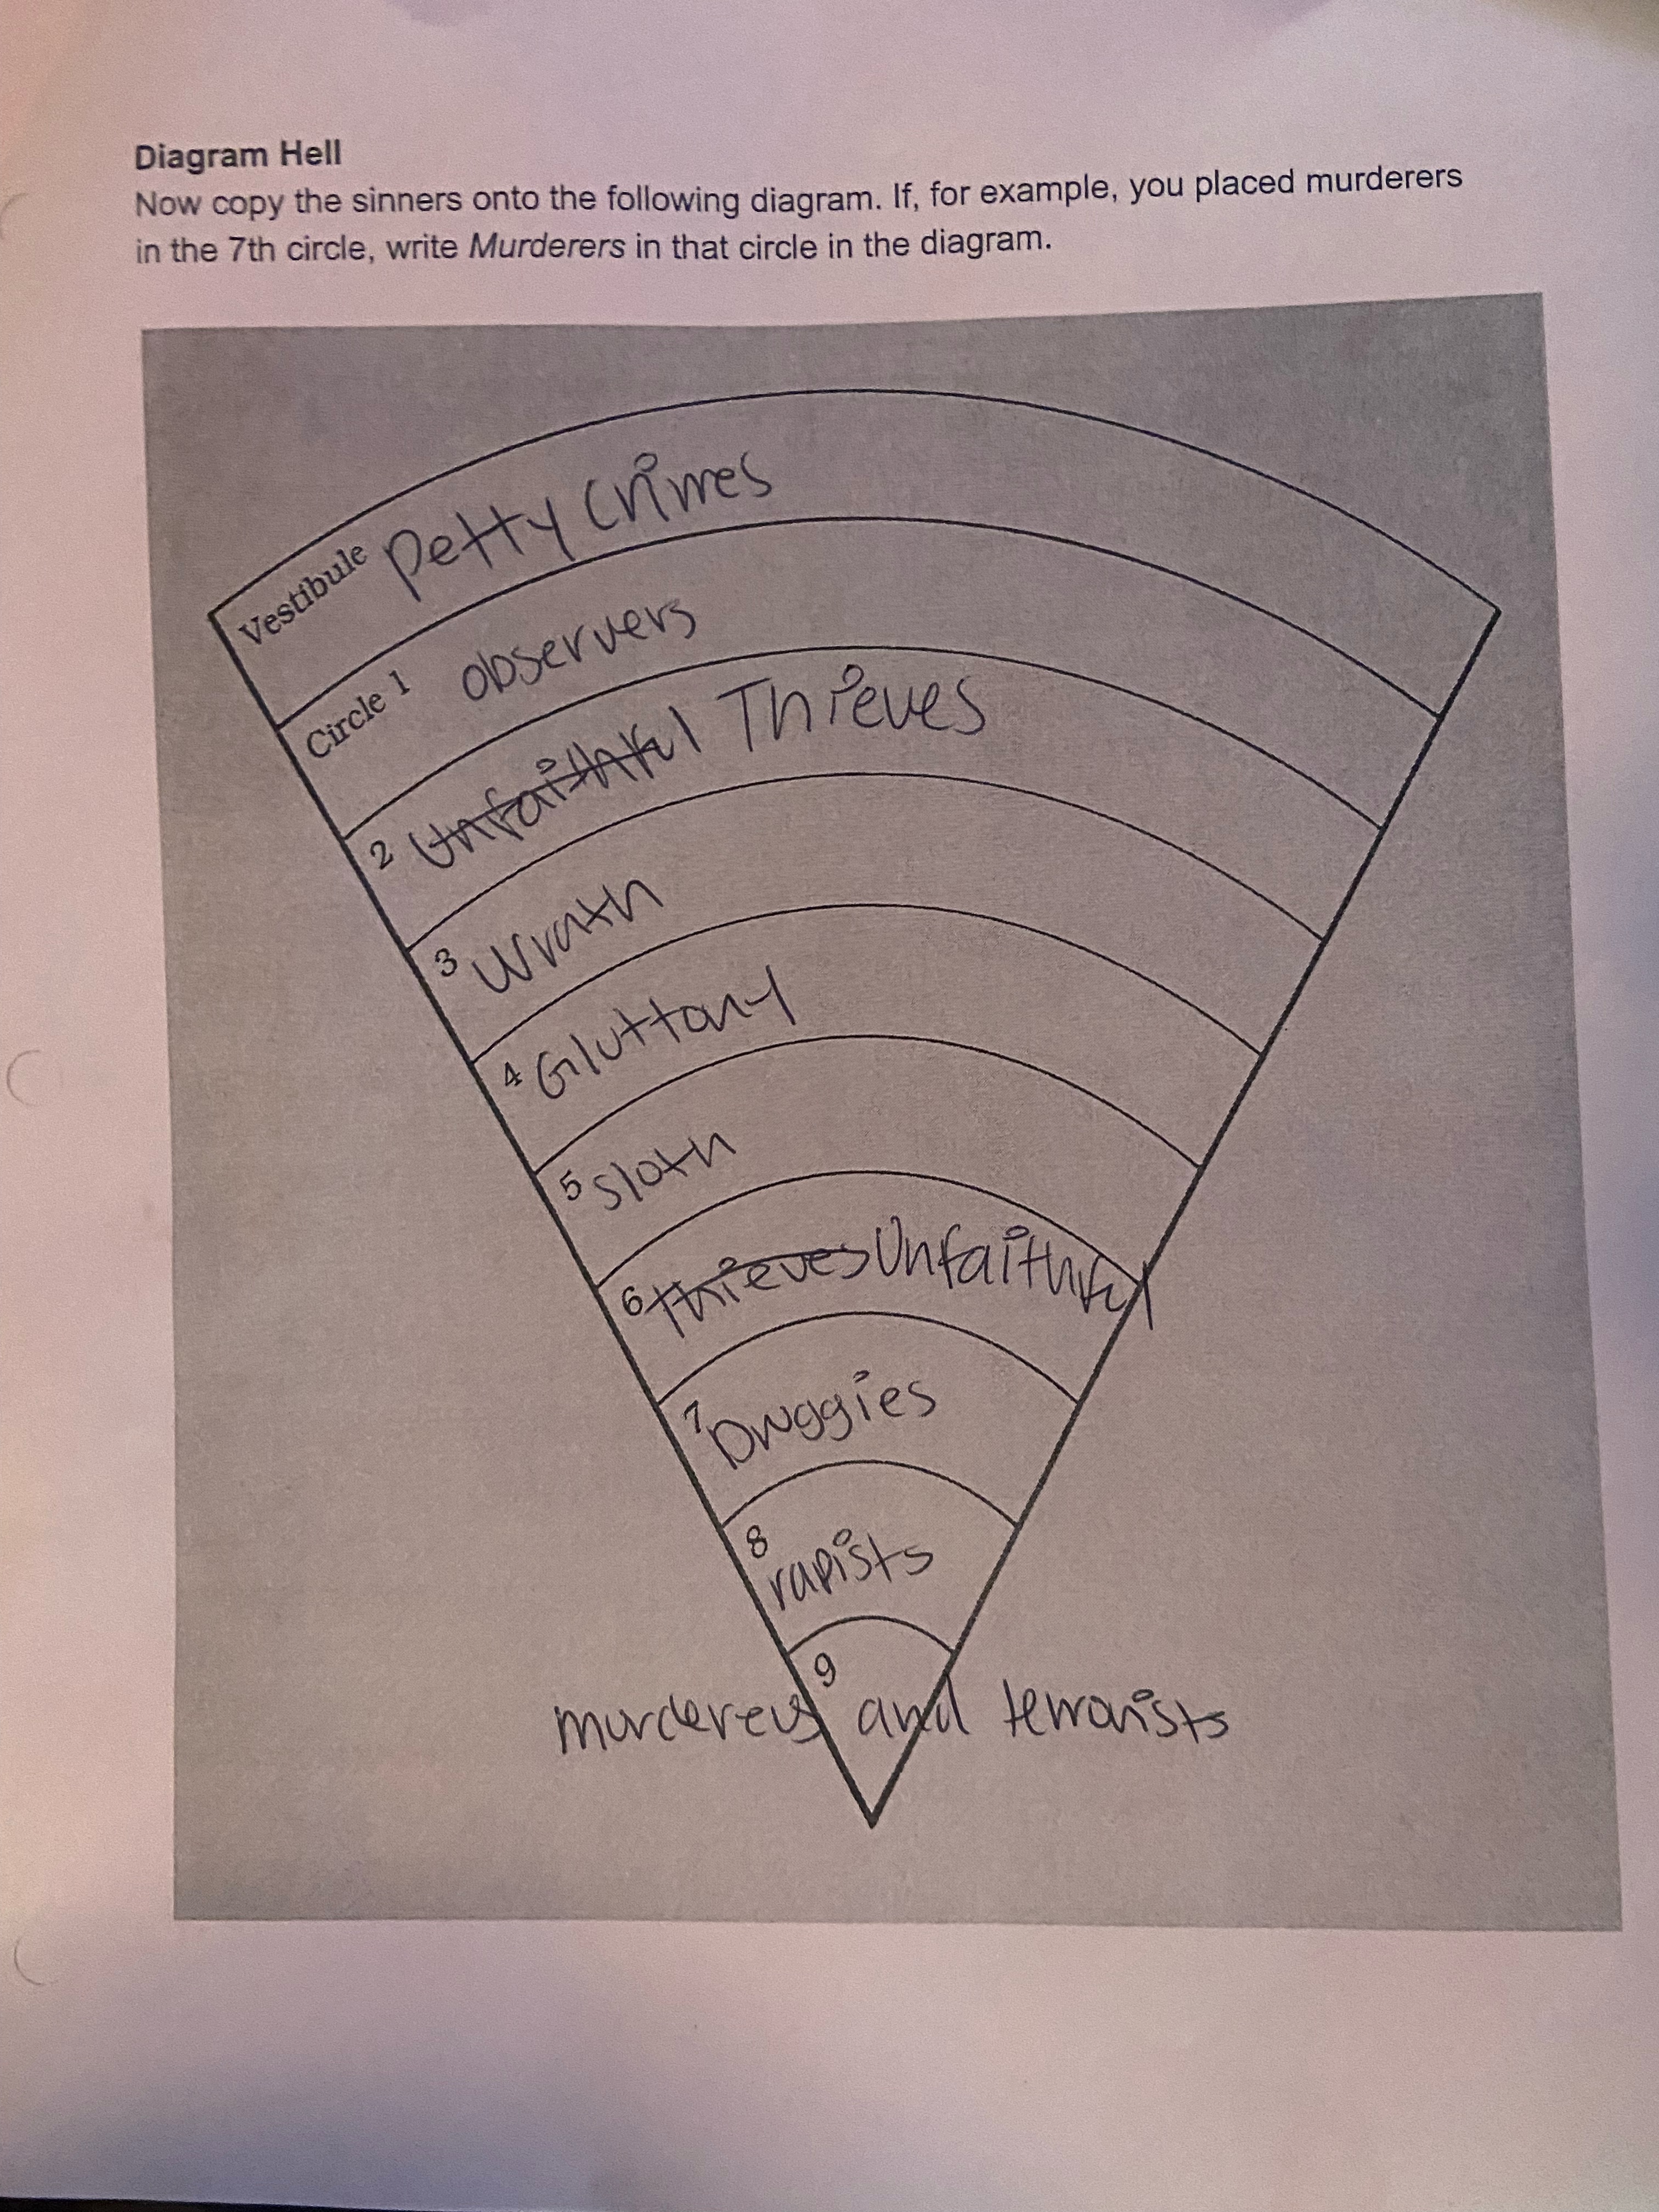 Diagram Hell
Now copy the sinners onto the following diagram. If, for example, you placed murderers
in the 7th circle, write Murderers in that circle in the diagram.
Vestibule Petty Crimes
Circle 1 observers
2 Unfaithful Thieves
3 Wrath
4 Gluttony
5 Sloth
6 Thieves Unfaithful
7 Druggies
8
rapists
9
murderers and terrorists